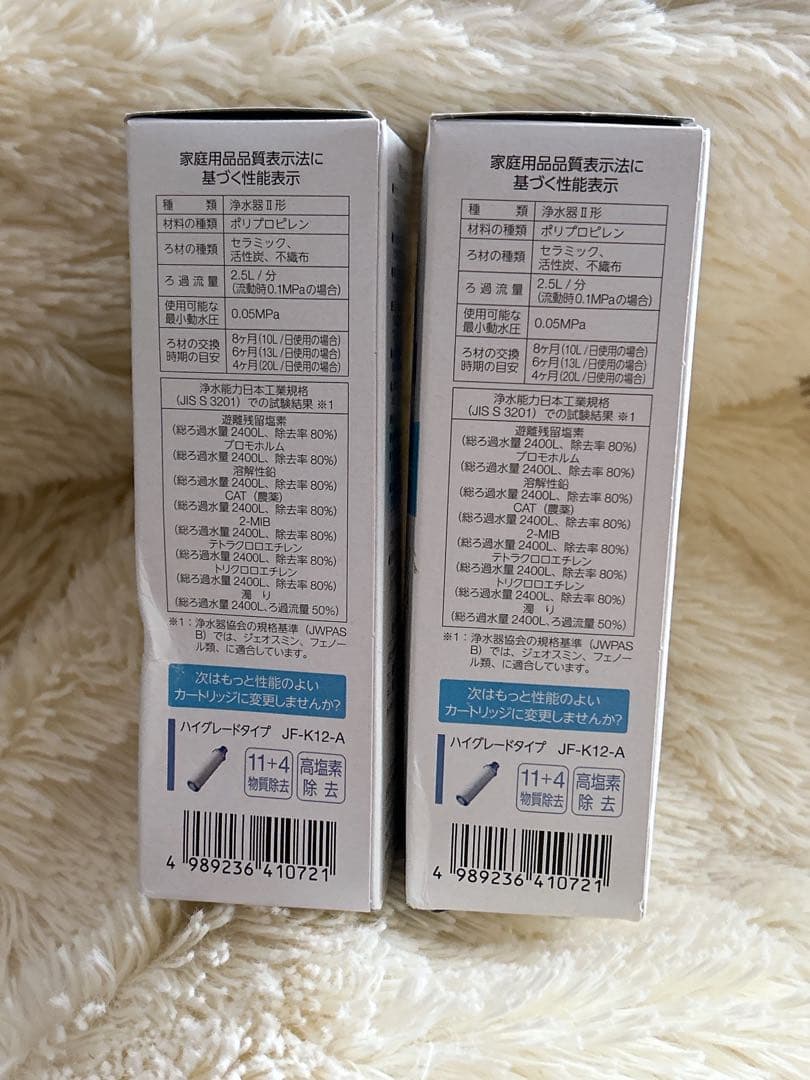 家庭用品品質表示法に
基づく性能表示
種類 浄水器Ⅱ形
材料の種類 ポリプロピレン
ろ材の種類 セラミック、
活性炭、不織布
ろ過流量 2.5L/分
(流動時0.1MPaの場合)
使用可能な
最小動水圧 0.05MPa
ろ材の交換
時期の目安 8ヶ月(10L/日使用の場合)
6ヶ月(13L/日使用の場合)
4ヶ月(20L/日使用の場合)
浄水能力日本工業規格
(JIS S 3201)での試験結果 ※1
遊離残留塩素
(総ろ過水量 2400L、除去率 80%)
ブロモホルム
(総ろ過水量 2400L、除去率 80%)
溶解性鉛
(総ろ過水量 2400L、除去率 80%)
CAT(農薬)
(総ろ過水量 2400L、除去率 80%)
2-MIB
(総ろ過水量 2400L、除去率 80%)
テトラクロロエチレン
(総ろ過水量 2400L、除去率 80%)
トリクロロエチレン
(総ろ過水量 2400L、除去率 80%)
濁り
(総ろ過水量 2400L、ろ過流量 50%)
※1:浄水器協会の規格基準(JWPAS
B)では、ジェオスミン、フェノー
ル類、に適合しています。
次はもっと性能のよい
カートリッジに変更しませんか?
ハイグレードタイプ JF-K12-A
11+4
物質除去
高塩素
除去
4 989236 410721
家庭用品品質表示法に
基づく性能表示
種類 浄水器Ⅱ形
材料の種類 ポリプロピレン
ろ材の種類 セラミック、
活性炭、不織布
ろ過流量 2.5L/分
(流動時0.1MPaの場合)
使用可能な
最小動水圧 0.05MPa
ろ材の交換
時期の目安 8ヶ月(10L/日使用の場合)
6ヶ月(13L/日使用の場合)
4ヶ月(20L/日使用の場合)
浄水能力日本工業規格
(JIS S 3201)での試験結果 ※1
遊離残留塩素
(総ろ過水量 2400L、除去率 80%)
ブロモホルム
(総ろ過水量 2400L、除去率 80%)
溶解性鉛
(総ろ過水量 2400L、除去率 80%)
CAT(農薬)
(総ろ過水量 2400L、除去率 80%)
2-MIB
(総ろ過水量 2400L、除去率 80%)
テトラクロロエチレン
(総ろ過水量 2400L、除去率 80%)
トリクロロエチレン
(総ろ過水量 2400L、除去率 80%)
濁り
(総ろ過水量 2400L、ろ過流量 50%)
※1:浄水器協会の規格基準(JWPAS
B)では、ジェオスミン、フェノー
ル類、に適合しています。
次はもっと性能のよい
カートリッジに変更しませんか?
ハイグレードタイプ JF-K12-A
11+4
物質除去
高塩素
除去
4 989236 410721